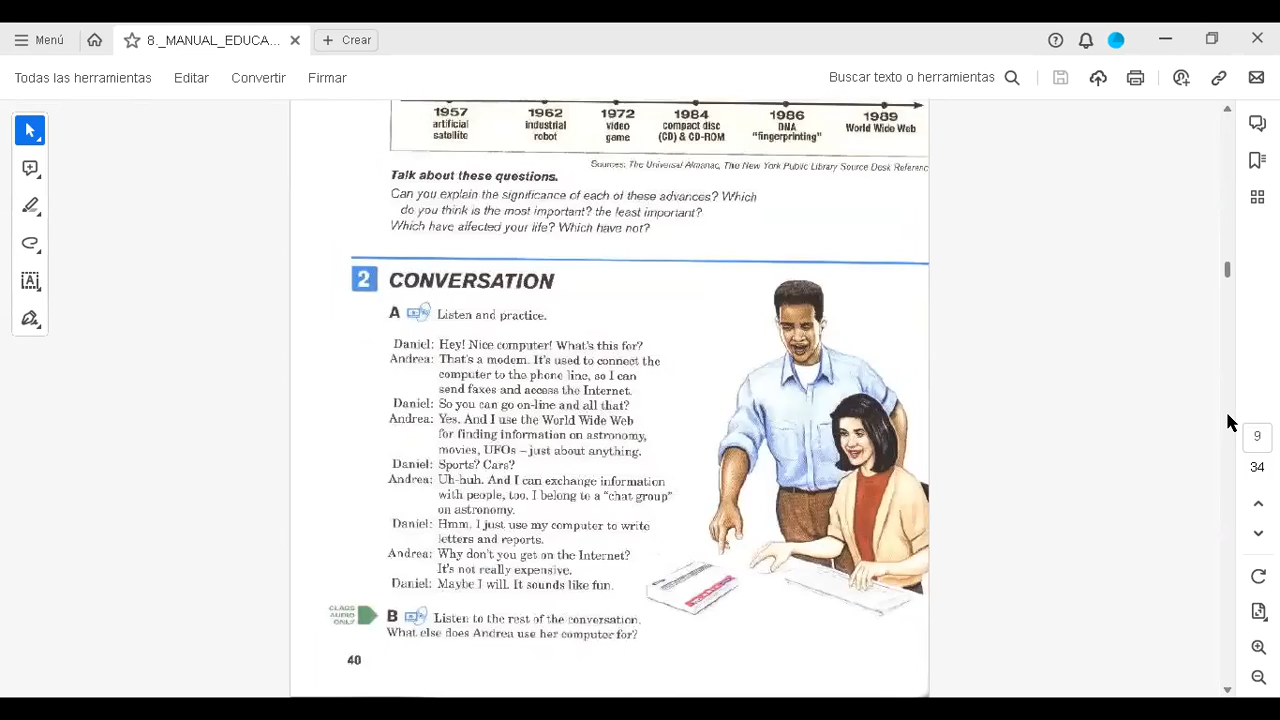 Menú
8._MANUAL_EDUCA...
Crear
Todas las herramientas
Editar
Convertir
Firmar
Buscar texto o herramientas
1957
artificial
satellite
1962
industrial
robot
1972
video
game
1984
compact disc
(CD) & CD-ROM
1986
DNA
"fingerprinting"
1989
World Wide Web
Sources: The Universal Almanac, The New York Public Library Source Desk Referenc
Talk about these questions.
Can you explain the significance of each of these advances? Which
do you think is the most important? the least important?
Which have affected your life? Which have not?
2 CONVERSATION
A Listen and practice.
Daniel: Hey! Nice computer! What's this for?
Andrea: That's a modem. It's used to connect the
computer to the phone line, so I can
send faxes and access the Internet.
Daniel: So you can go on-line and all that?
Andrea: Yes. And I use the World Wide Web
for finding information on astronomy,
movies, UFOs – just about anything.
Daniel: Sports? Cars?
Andrea: Uh-huh. And I can exchange information
with people, too. I belong to a "chat group"
on astronomy.
Daniel: Hmm. I just use my computer to write
letters and reports.
Andrea: Why don't you get on the Internet?
It's not really expensive.
Daniel: Maybe I will. It sounds like fun.
CLASS
AUDIO
ONLY
B Listen to the rest of the conversation.
What else does Andrea use her computer for?
40
9
34